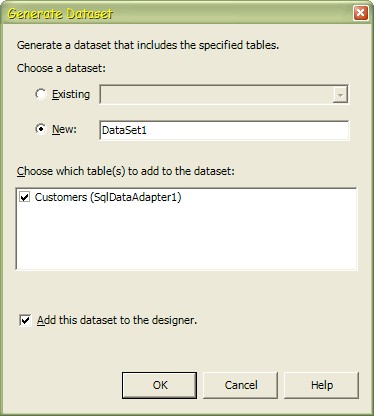 Generate Dataset
Generate a dataset that includes the specified tables.
Choose a dataset:
Existing
New: DataSet1
Choose which table(s) to add to the dataset:
Customers (SqlDataAdapter1)
Add this dataset to the designer.
OK Cancel Help